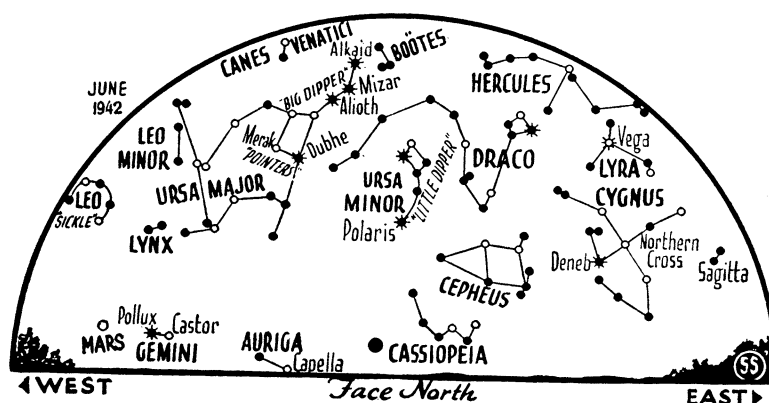 CANES VENATICI
Alkaid
BOÖTES
JUNE
1942
"BIG DIPPER"
Mizar
Alioth
HERCULES
LEO
MINOR
Merak
POINTERS
Dubhe
DRACO
Vega
LYRA
LEO
"SICKLE"
URSA MAJOR
URSA
MINOR
"LITTLE DIPPER"
CYGNUS
LYNX
Polaris
Northern
Cross
Deneb
Sagitta
CEPHEUS
Pollux
Castor
MARS
GEMINI
AURIGA
Capella
CASSIOPEIA
55
WEST
Face North
EAST